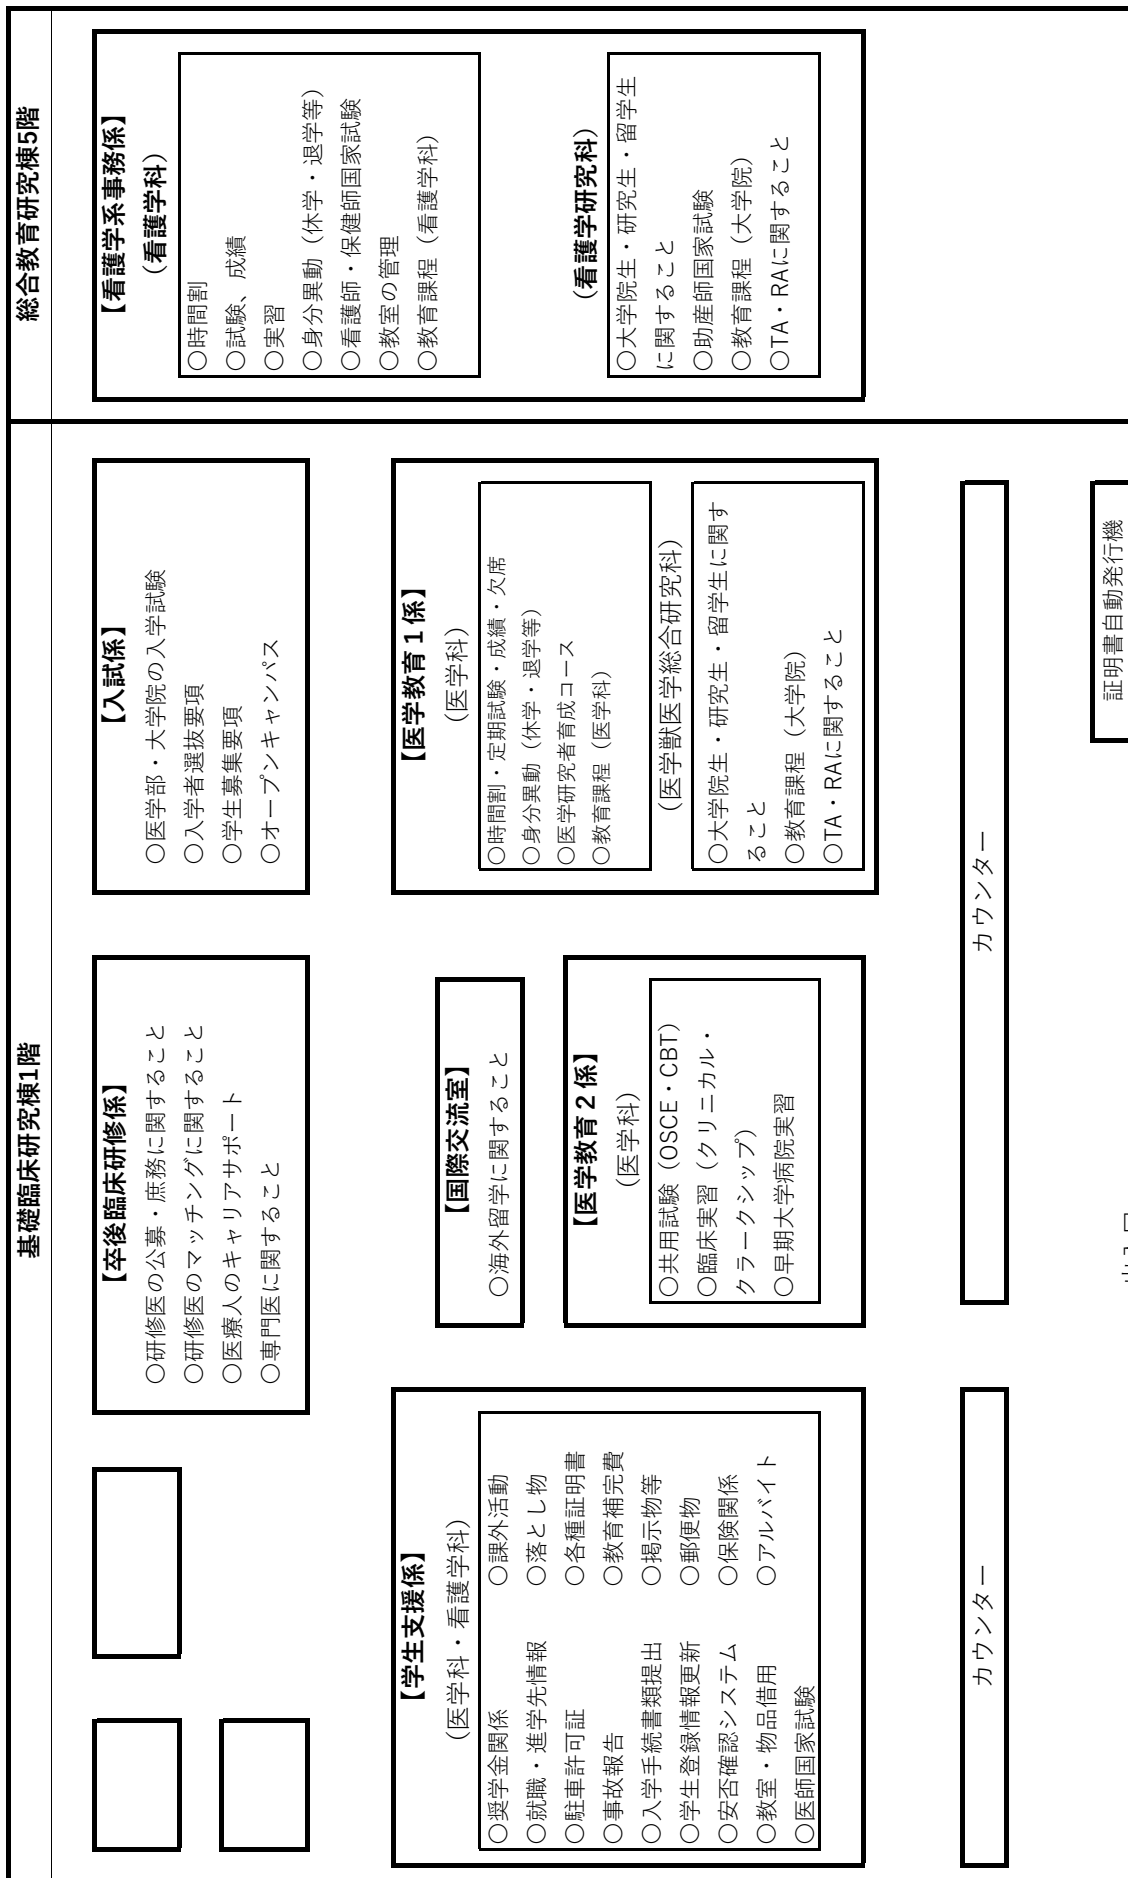 基礎臨床研究棟1階
総合教育研究棟5階
【卒後臨床研修係】
○研修医の公募・庶務に関すること
○研修医のマッチングに関すること
○医療人のキャリアサポート
○専門医に関すること
【入試係】
○医学部・大学院の入学試験
○入学者選抜要項
○学生募集要項
○オープンキャンパス
【看護学系事務係】
（看護学科）
○時間割
○試験、成績
○実習
○身分異動（休学・退学等）
○看護師・保健師国家試験
○教室の管理
○教育課程（看護学科）
（看護学研究科）
○大学院生・研究生・留学生
に関すること
○助産師国家試験
○教育課程（大学院）
○TA・RAに関すること
【学生支援係】
（医学科・看護学科）
○奨学金関係 ○課外活動
○就職・進学先情報 ○落とし物
○駐車許可証 ○各種証明書
○事故報告 ○教育補完費
○入学手続書類提出 ○掲示物等
○学生登録情報更新 ○郵便物
○安否確認システム ○保険関係
○教室・物品借用 ○アルバイト
○医師国家試験
【国際交流室】
○海外留学に関すること
【医学教育２係】
（医学科）
○共用試験（OSCE・CBT）
○臨床実習（クリニカル・
クラークシップ）
○早期大学病院実習
【医学教育１係】
（医学科）
○時間割・定期試験・成績・欠席
○身分異動（休学・退学等）
○医学研究者育成コース
○教育課程（医学科）
（医学獣医学総合研究科）
○大学院生・研究生・留学生に関す
ること
○教育課程（大学院）
○TA・RAに関すること
カウンター
カウンター
証明書自動発行機